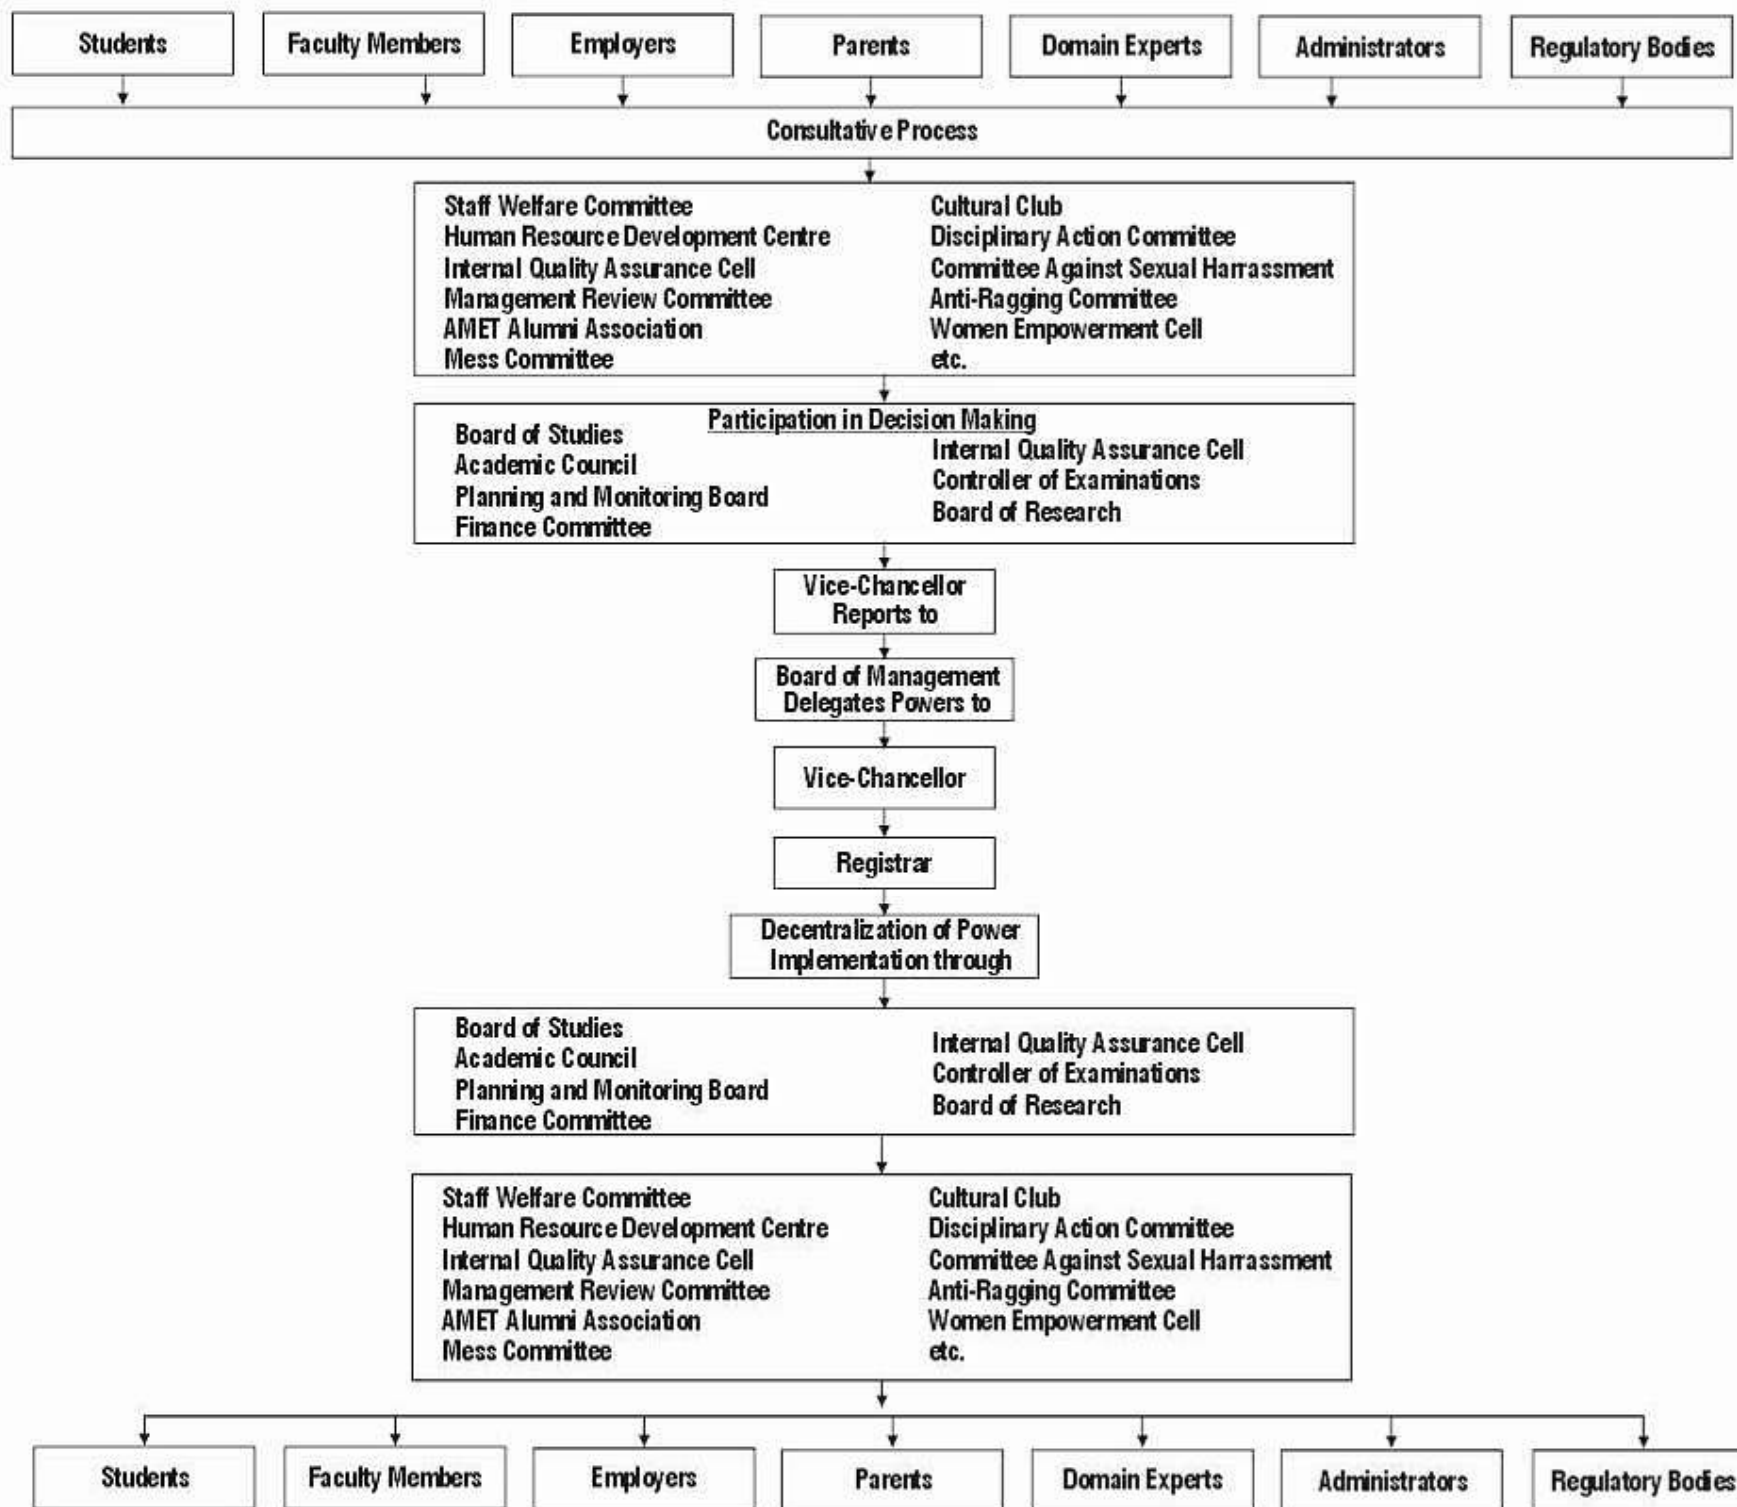 Students
Faculty Members
Employers
Parents
Domain Experts
Administrators
Regulatory Bodies
Consultative Process
Staff Welfare Committee
Human Resource Development Centre
Internal Quality Assurance Cell
Management Review Committee
AMET Alumni Association
Mess Committee
Cultural Club
Disciplinary Action Committee
Committee Against Sexual Harrassment
Anti-Ragging Committee
Women Empowerment Cell
etc.
Participation in Decision Making
Board of Studies
Academic Council
Planning and Monitoring Board
Finance Committee
Internal Quality Assurance Cell
Controller of Examinations
Board of Research
Vice-Chancellor
Reports to
Board of Management
Delegates Powers to
Vice-Chancellor
Registrar
Decentralization of Power
Implementation through
Board of Studies
Academic Council
Planning and Monitoring Board
Finance Committee
Internal Quality Assurance Cell
Controller of Examinations
Board of Research
Staff Welfare Committee
Human Resource Development Centre
Internal Quality Assurance Cell
Management Review Committee
AMET Alumni Association
Mess Committee
Cultural Club
Disciplinary Action Committee
Committee Against Sexual Harrassment
Anti-Ragging Committee
Women Empowerment Cell
etc.
Students
Faculty Members
Employers
Parents
Domain Experts
Administrators
Regulatory Bodies